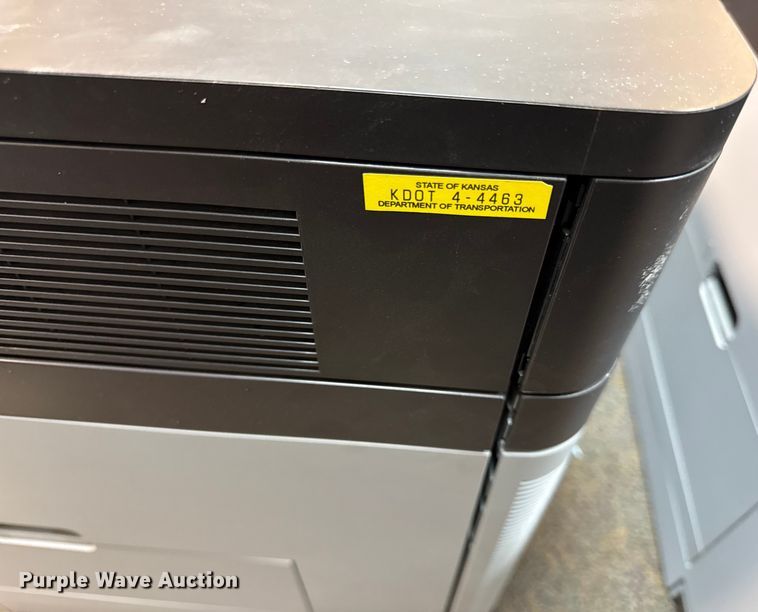 STATE OF KANSAS
KDOT 4-4463
DEPARTMENT OF TRANSPORTATION
Purple Wave Auction